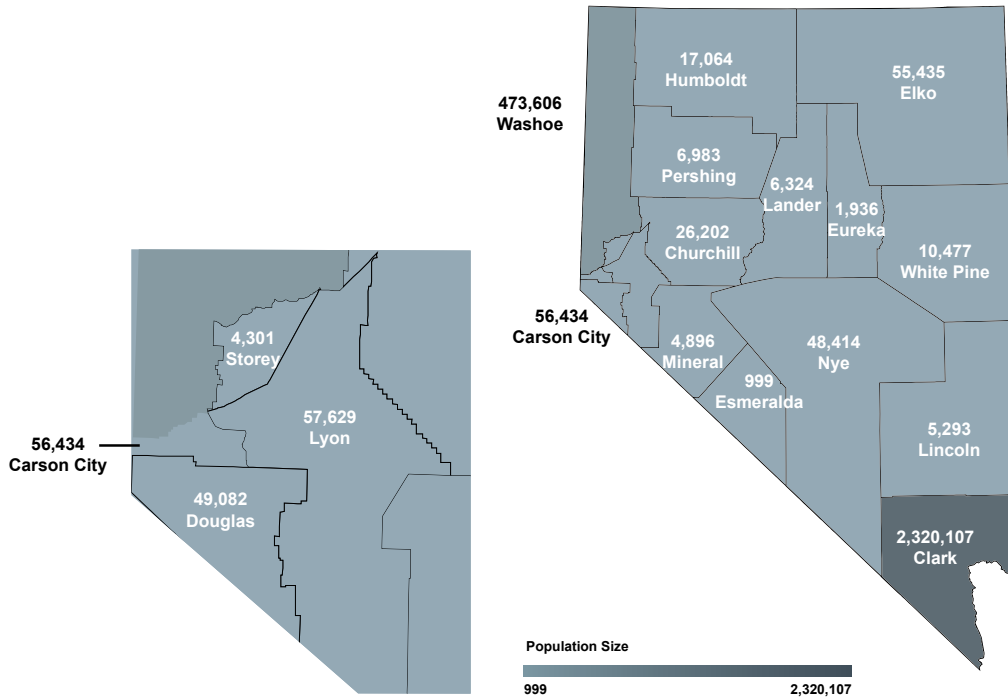 17,064
Humboldt
55,435
Elko
473,606
Washoe
6,983
Pershing
6,324
Lander
1,936
Eureka
26,202
Churchill
10,477
White Pine
56,434
Carson City
4,896
Mineral
48,414
Nye
999
Esmeralda
5,293
Lincoln
2,320,107
Clark
4,301
Storey
57,629
Lyon
56,434
Carson City
49,082
Douglas
Population Size
999
2,320,107